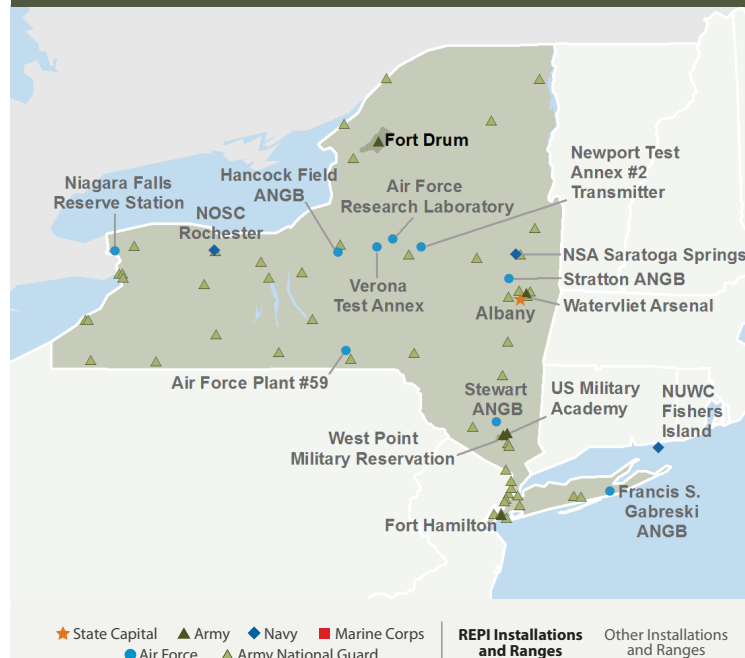 Fort Drum
Newport Test
Annex #2
Transmitter
Hancock Field
ANGB
Air Force
Research Laboratory
Niagara Falls
Reserve Station
NOSC
Rochester
NSA Saratoga Springs
Verona
Test Annex
Stratton ANGB
Watervliet Arsenal
Albany
Air Force Plant #59
Stewart
ANGB
US Military
Academy
NUWC
Fishers
Island
West Point
Military Reservation
Francis S.
Gabreski
ANGB
Fort Hamilton
State Capital
Army
Navy
Marine Corps
Air Force
Army National Guard
REPI Installations
and Ranges
Other Installations
and Ranges